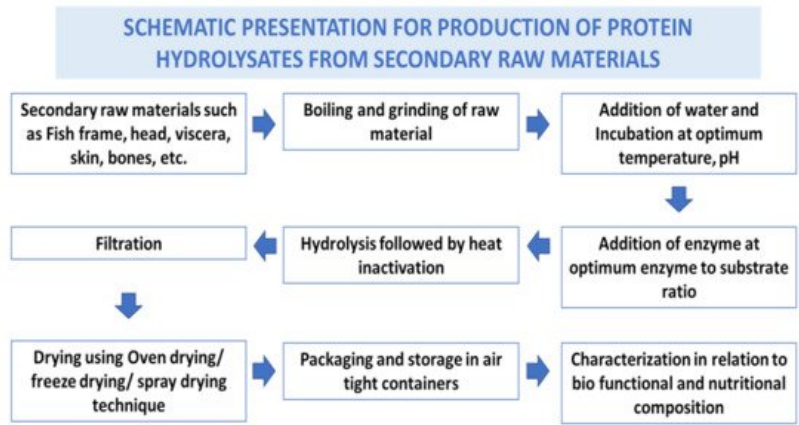 SCHEMATIC PRESENTATION FOR PRODUCTION OF PROTEIN
HYDROLYSATES FROM SECONDARY RAW MATERIALS
Secondary raw materials such
as Fish frame, head, viscera,
skin, bones, etc.
Boiling and grinding of raw
material
Addition of water and
Incubation at optimum
temperature, pH
Addition of enzyme at
optimum enzyme to substrate
ratio
Hydrolysis followed by heat
inactivation
Filtration
Drying using Oven drying/
freeze drying/ spray drying
technique
Packaging and storage in air
tight containers
Characterization in relation to
bio functional and nutritional
composition